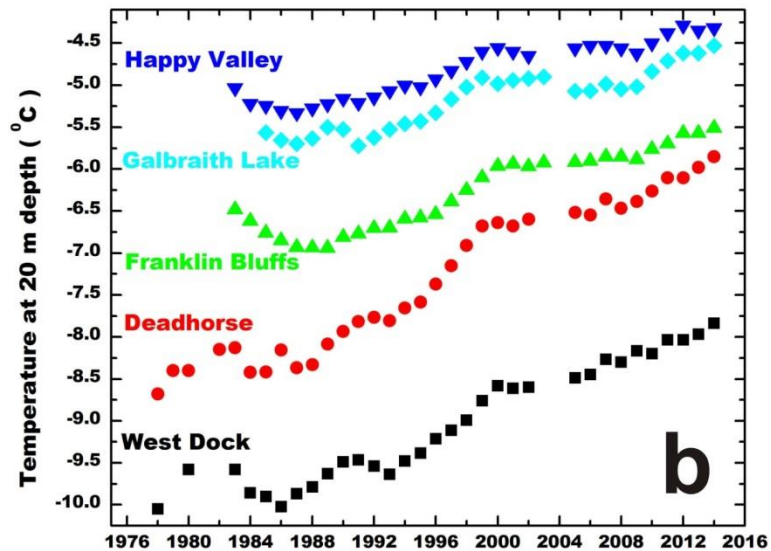 Temperature at 20 m depth ( ⁰C )
-4.5
-5.0
-5.5
-6.0
-6.5
-7.0
-7.5
-8.0
-8.5
-9.0
-9.5
-10.0
Happy Valley
Galbraith Lake
Franklin Bluffs
Deadhorse
West Dock
b
1976 1980 1984 1988 1992 1996 2000 2004 2008 2012 2016